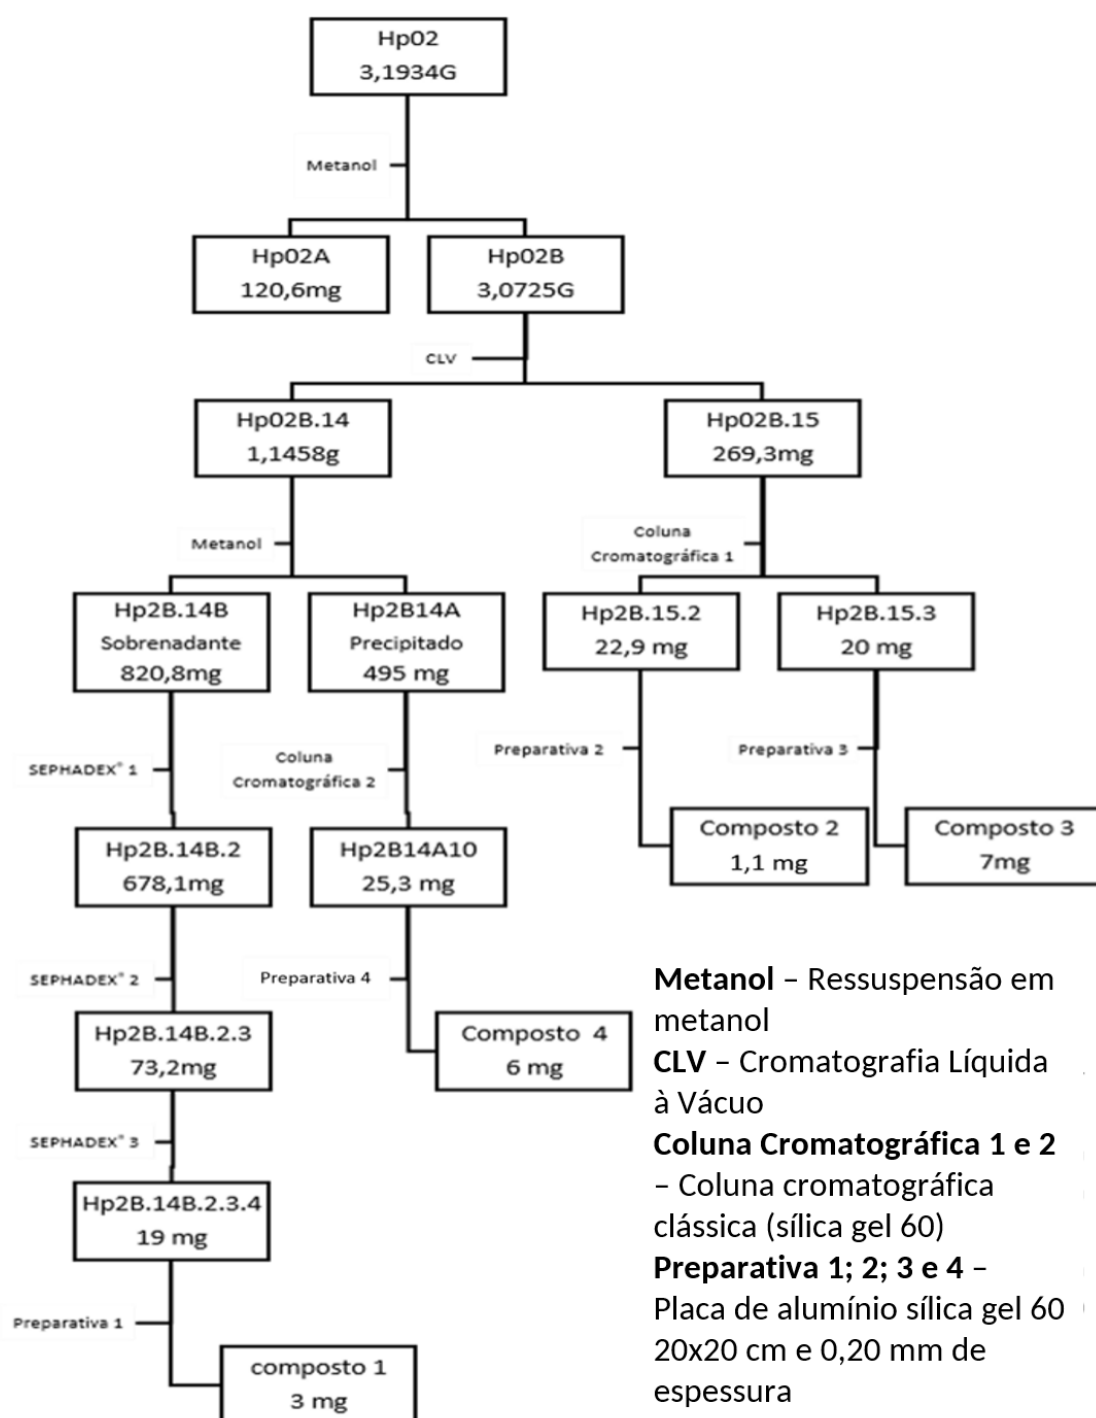 Hp02
3,1934G
Metanol
Hp02A
120,6mg
Hp02B
3,0725G
CLV
Hp02B.14
1,1458g
Hp02B.15
269,3mg
Metanol
Coluna
Cromatográfica 1
Hp2B.14B
Sobrenadante
820,8mg
Hp2B14A
Precipitado
495 mg
Hp2B.15.2
22,9 mg
Hp2B.15.3
20 mg
SEPHADEX® 1
Coluna
Cromatográfica 2
Preparativa 2
Preparativa 3
Hp2B.14B.2
678,1mg
Hp2B14A10
25,3 mg
Composto 2
1,1 mg
Composto 3
7mg
SEPHADEX® 2
Preparativa 4
Hp2B.14B.2.3
73,2mg
Composto 4
6 mg
SEPHADEX® 3
Hp2B.14B.2.3.4
19 mg
Preparativa 1
composto 1
3 mg
Metanol – Ressuspensão em
metanol
CLV – Cromatografia Líquida
à Vácuo
Coluna Cromatográfica 1 e 2
– Coluna cromatográfica
clássica (sílica gel 60)
Preparativa 1; 2; 3 e 4 –
Placa de alumínio sílica gel 60
20x20 cm e 0,20 mm de
espessura